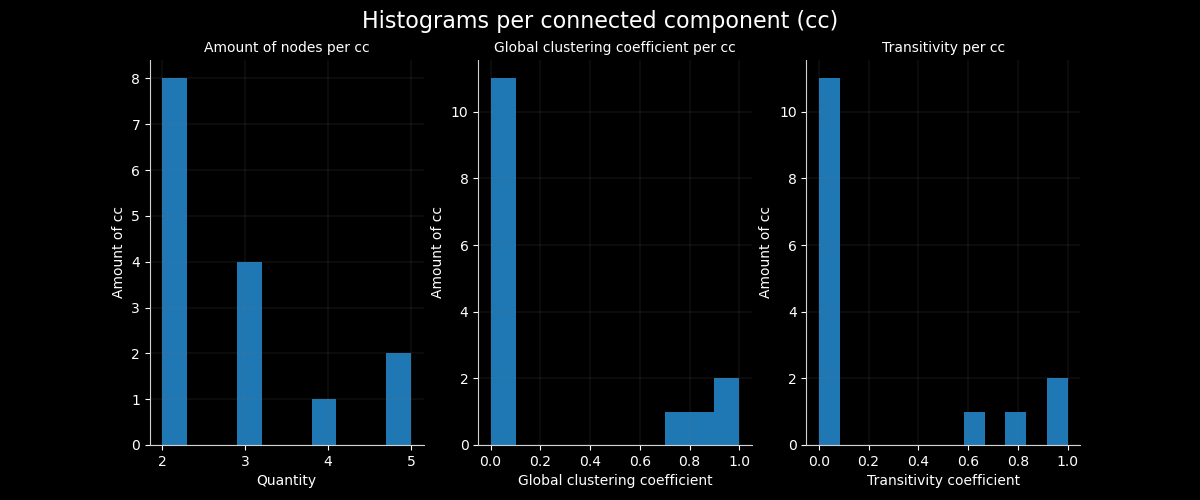 Histograms per connected component (cc)
Amount of nodes per cc
8
7
6
5
4
3
2
1
0
Amount of cc
2 3 4 5
Quantity
Global clustering coefficient per cc
10
8
6
4
2
0
Amount of cc
0.0 0.2 0.4 0.6 0.8 1.0
Global clustering coefficient
Transitivity per cc
10
8
6
4
2
0
Amount of cc
0.0 0.2 0.4 0.6 0.8 1.0
Transitivity coefficient